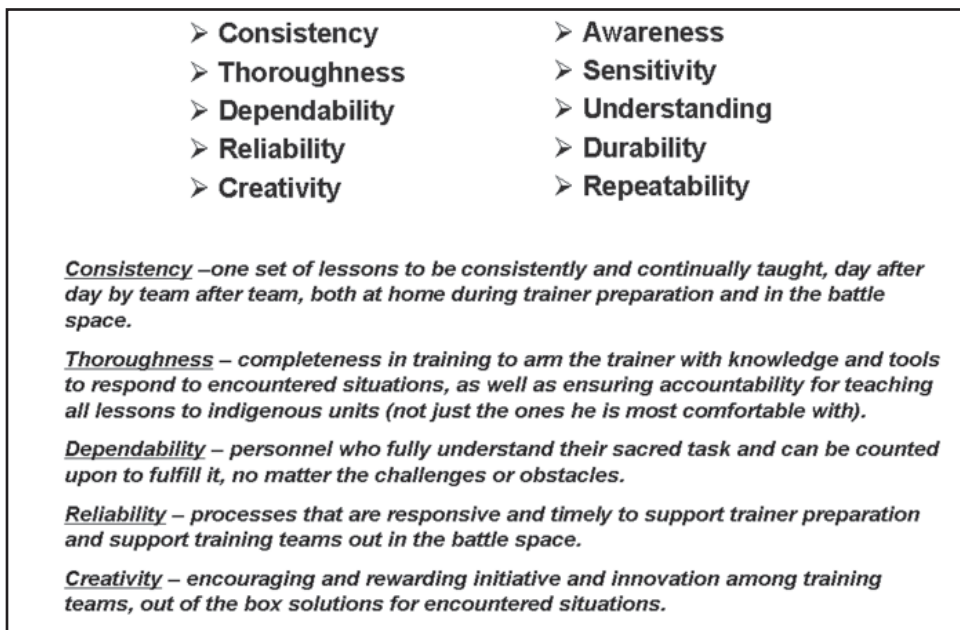 ➢ Consistency
➢ Thoroughness
➢ Dependability
➢ Reliability
➢ Creativity
➢ Awareness
➢ Sensitivity
➢ Understanding
➢ Durability
➢ Repeatability
Consistency –one set of lessons to be consistently and continually taught, day after
day by team after team, both at home during trainer preparation and in the battle
space.
Thoroughness – completeness in training to arm the trainer with knowledge and tools
to respond to encountered situations, as well as ensuring accountability for teaching
all lessons to indigenous units (not just the ones he is most comfortable with).
Dependability – personnel who fully understand their sacred task and can be counted
upon to fulfill it, no matter the challenges or obstacles.
Reliability – processes that are responsive and timely to support trainer preparation
and support training teams out in the battle space.
Creativity – encouraging and rewarding initiative and innovation among training
teams, out of the box solutions for encountered situations.